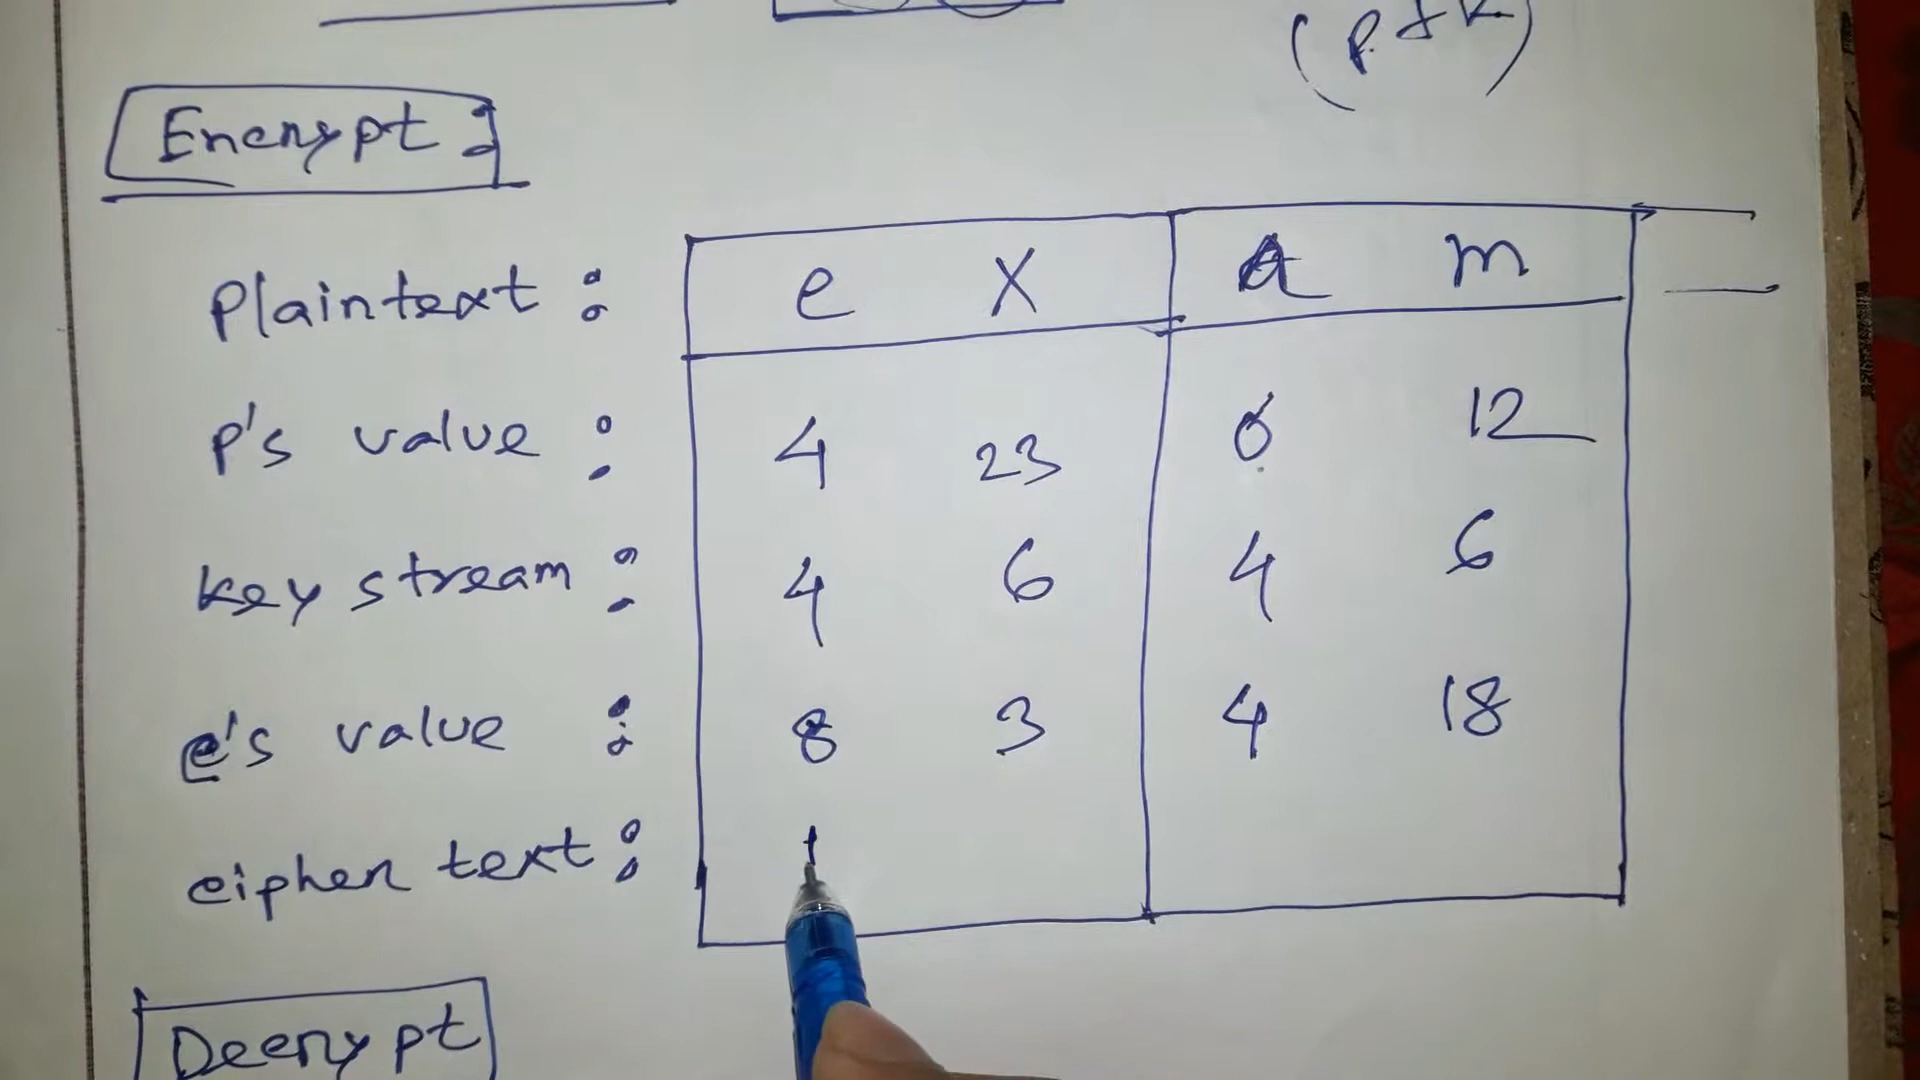 (P + K)
Encrypt:
Plaintext : e X a m
P's value : 4 23 0 12
key stream : 4 6 4 6
c's value : 8 3 4 18
cipher text :
Decrypt